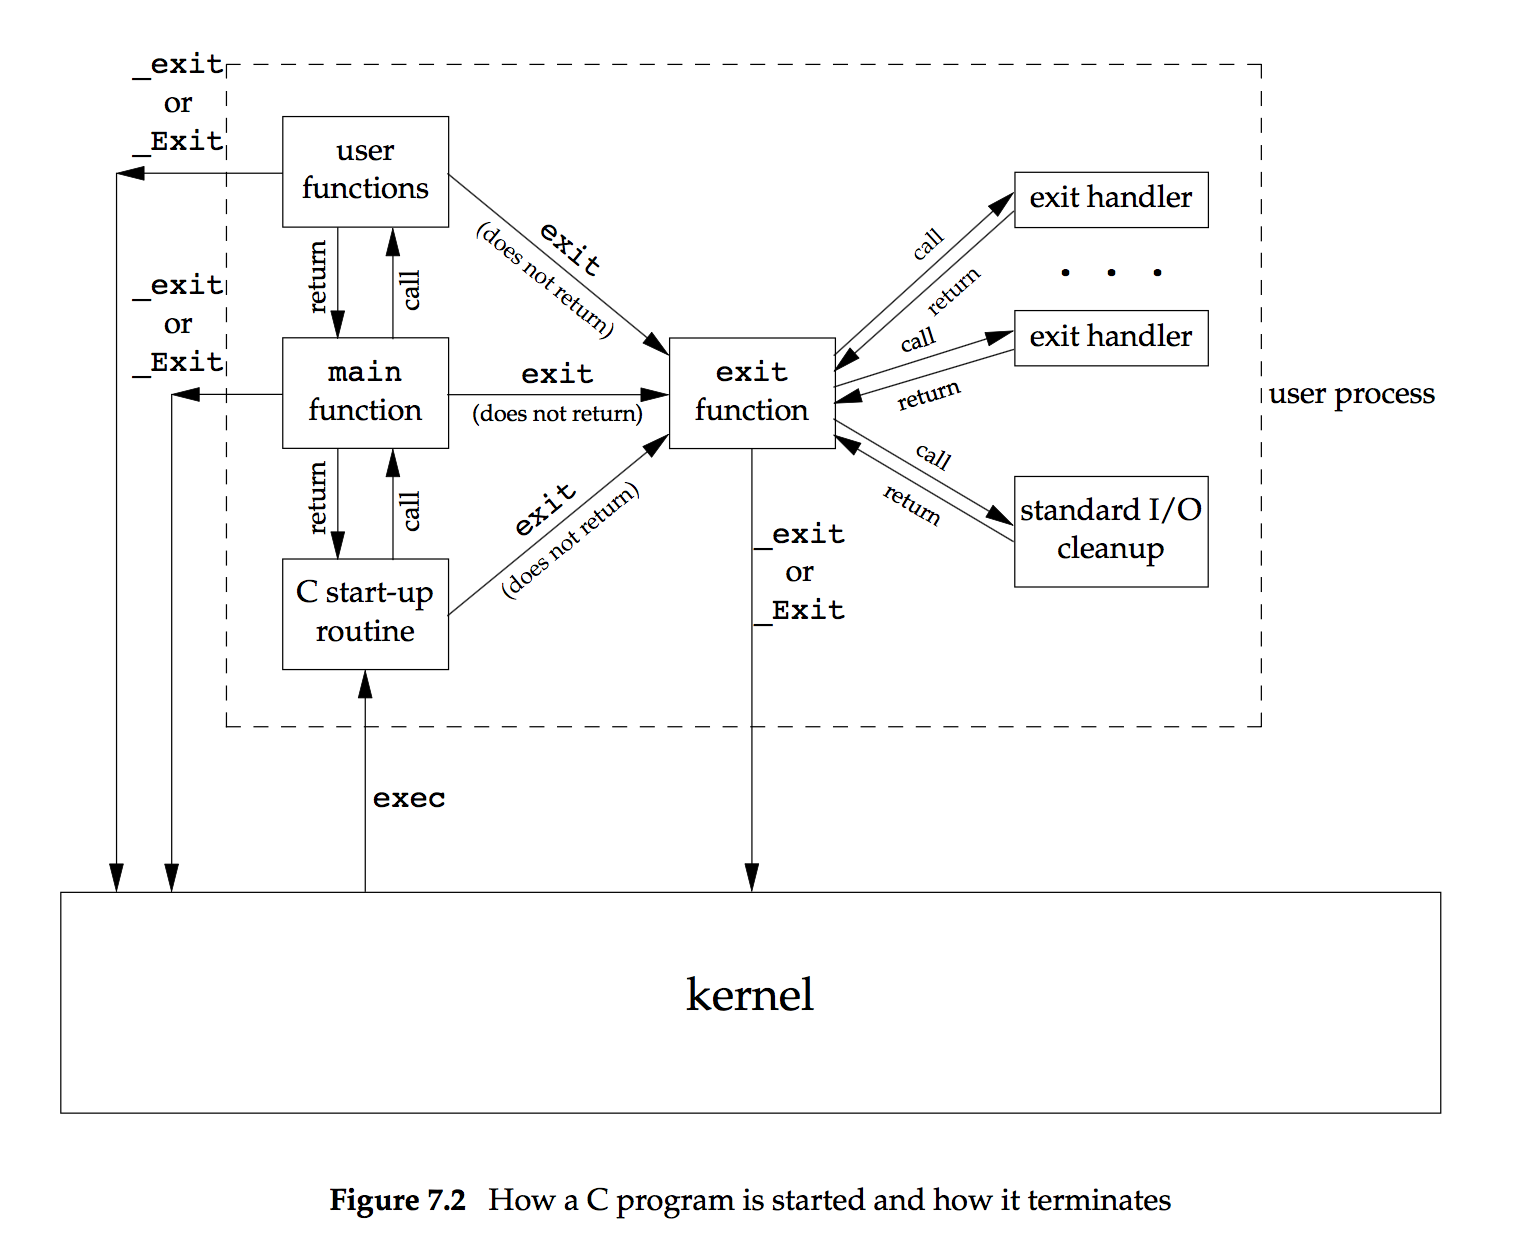 _exit
or
_Exit
user
functions
exit
(does not return)
return
call
_exit
or
_Exit
main
function
exit
(does not return)
exit
function
return
call
C start-up
routine
exit
(does not return)
call
return
exit handler
. . .
call
return
exit handler
call
return
standard I/O
cleanup
user process
_exit
or
_Exit
exec
kernel
Figure 7.2 How a C program is started and how it terminates